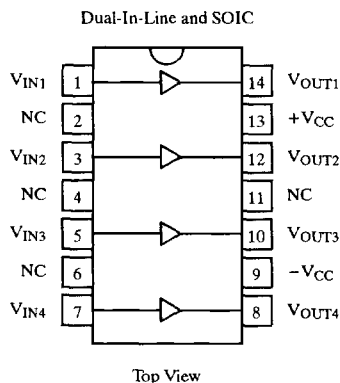 Dual-In-Line and SOIC
VIN1 1 14 VOUT1
NC 2 13 +VCC
VIN2 3 12 VOUT2
NC 4 11 NC
VIN3 5 10 VOUT3
NC 6 9 −VCC
VIN4 7 8 VOUT4
Top View